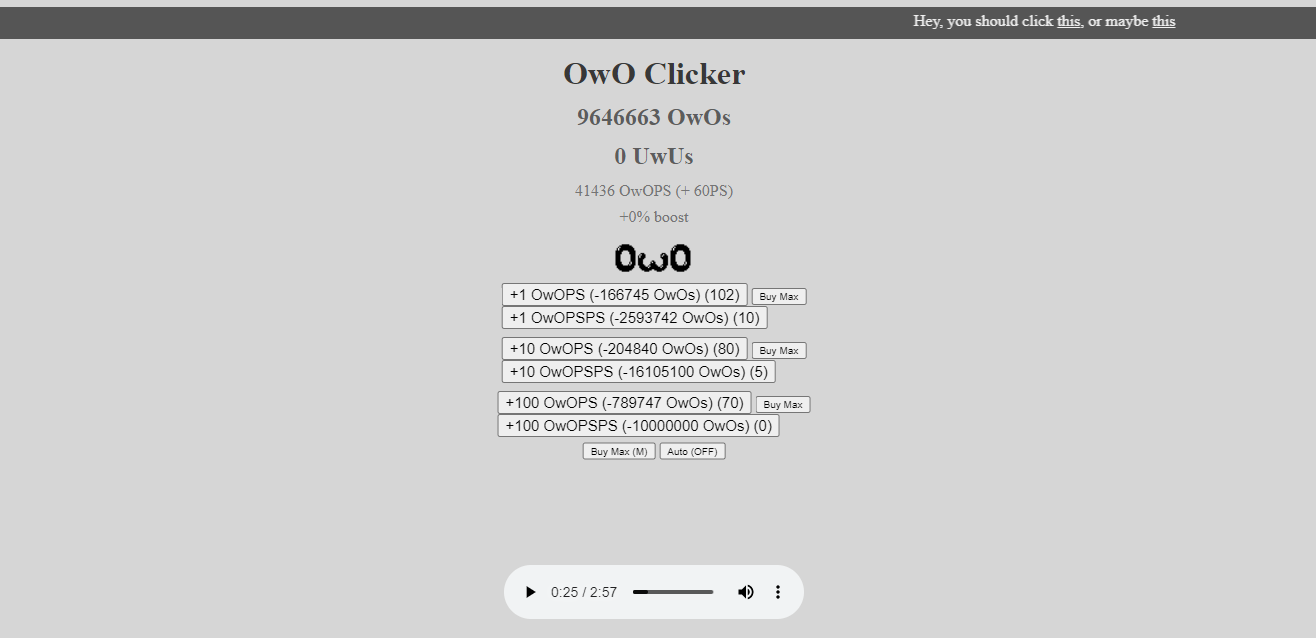 Hey, you should click this, or maybe this
OwO Clicker
9646663 OwOs
0 UwUs
41436 OwOPS (+ 60PS)
+0% boost
OωO
+1 OwOPS (-166745 OwOs) (102) Buy Max
+1 OwOPSPS (-2593742 OwOs) (10)
+10 OwOPS (-204840 OwOs) (80) Buy Max
+10 OwOPSPS (-16105100 OwOs) (5)
+100 OwOPS (-789747 OwOs) (70) Buy Max
+100 OwOPSPS (-10000000 OwOs) (0)
Buy Max (M) Auto (OFF)
0:25 / 2:57